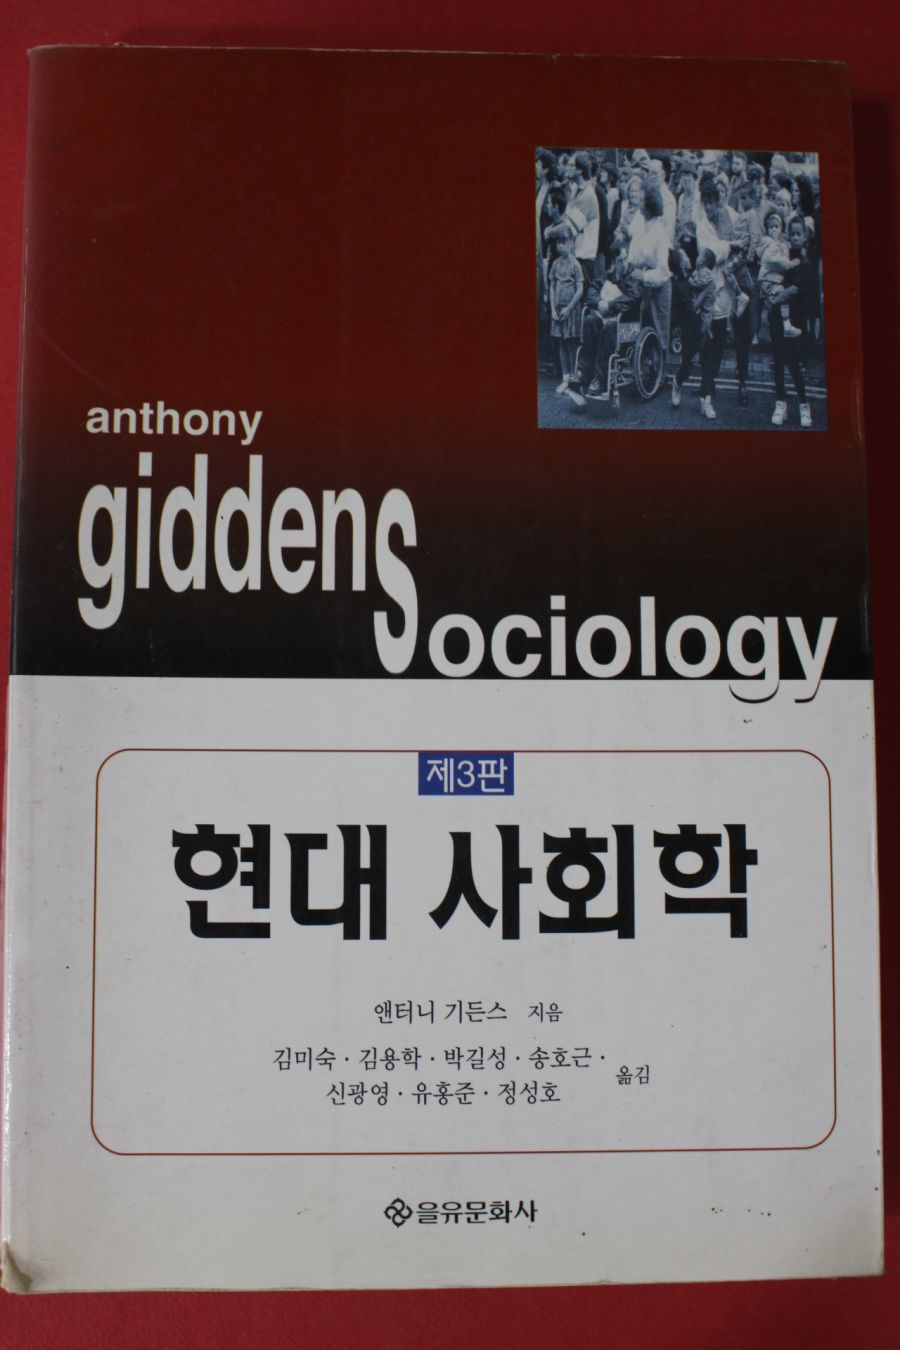 anthony
giddens
Sociology
제3판
현대 사회학
앤터니 기든스 지음
김미숙·김용학·박길성·송호근·
신광영·유홍준·정성호 옮김
을유문화사